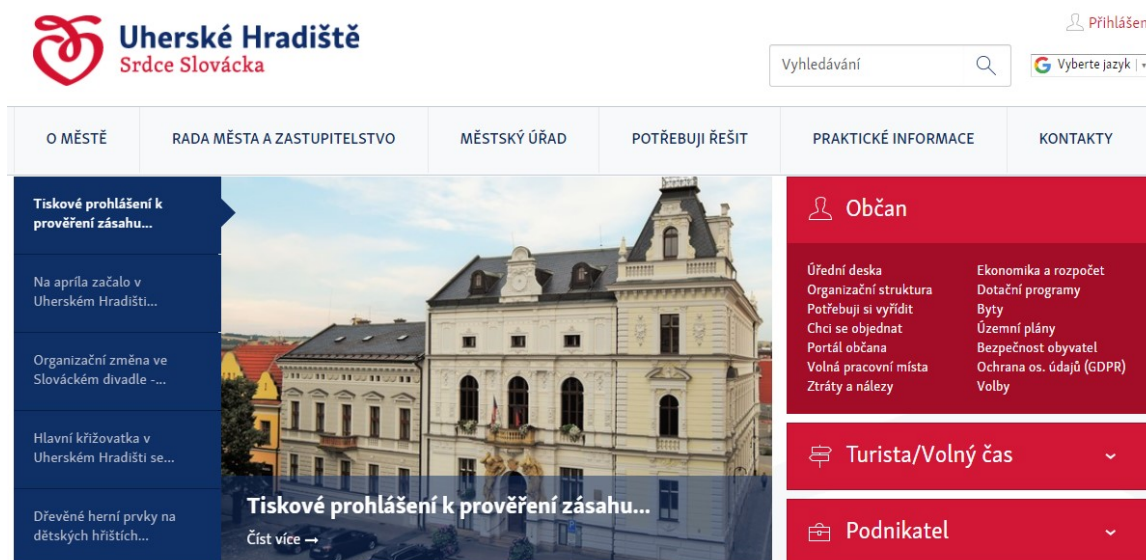 Uherské Hradiště
Srdce Slovácka
Přihlášen
Vyhledávání
Vyberte jazyk
O MĚSTĚ
RADA MĚSTA A ZASTUPITELSTVO
MĚSTSKÝ ÚŘAD
POTŘEBUJI ŘEŠIT
PRAKTICKÉ INFORMACE
KONTAKTY
Tiskové prohlášení k
prověření zásahu...
Na apríla začalo v
Uherském Hradišti...
Organizační změna ve
Slováckém divadle -...
Hlavní křižovatka v
Uherském Hradišti se...
Dřevěné herní prvky na
dětských hřištích...
Tiskové prohlášení k prověření zásahu...
Číst více →
Občan
Úřední deska
Organizační struktura
Potřebuji si vyřídit
Chci se objednat
Portál občana
Volná pracovní místa
Ztráty a nálezy
Ekonomika a rozpočet
Dotační programy
Byty
Územní plány
Bezpečnost obyvatel
Ochrana os. údajů (GDPR)
Volby
Turista/Volný čas
Podnikatel